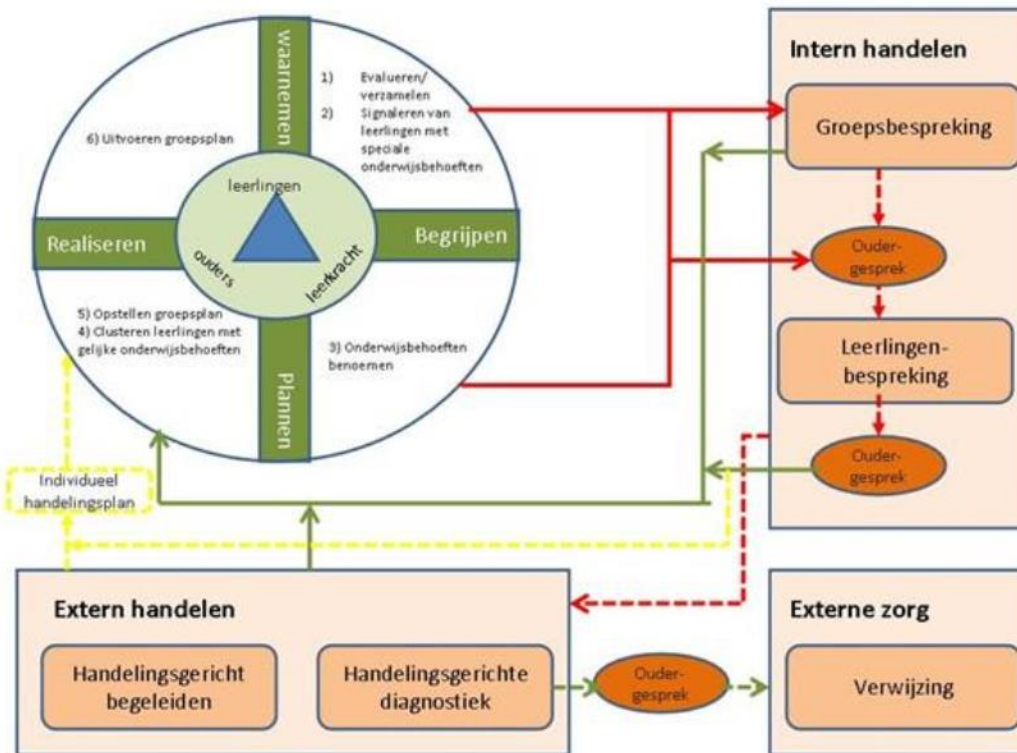 waarnemen
1) Evalueren/
verzamelen
2) Signaleren van
leerlingen met
speciale
onderwijsbehoeften
6) Uitvoeren groepsplan
leerlingen
ouders
leerkracht
Realiseren
Begrijpen
5) Opstellen groepsplan
4) Clusteren leerlingen met
gelijke onderwijsbehoeften
3) Onderwijsbehoeften
benoemen
Plannen
Individueel
handelingsplan
Intern handelen
Groepsbespreking
Ouder-
gesprek
Leerlingen-
bespreking
Ouder-
gesprek
Extern handelen
Handelingsgericht
begeleiden
Handelingsgerichte
diagnostiek
Ouder-
gesprek
Externe zorg
Verwijzing